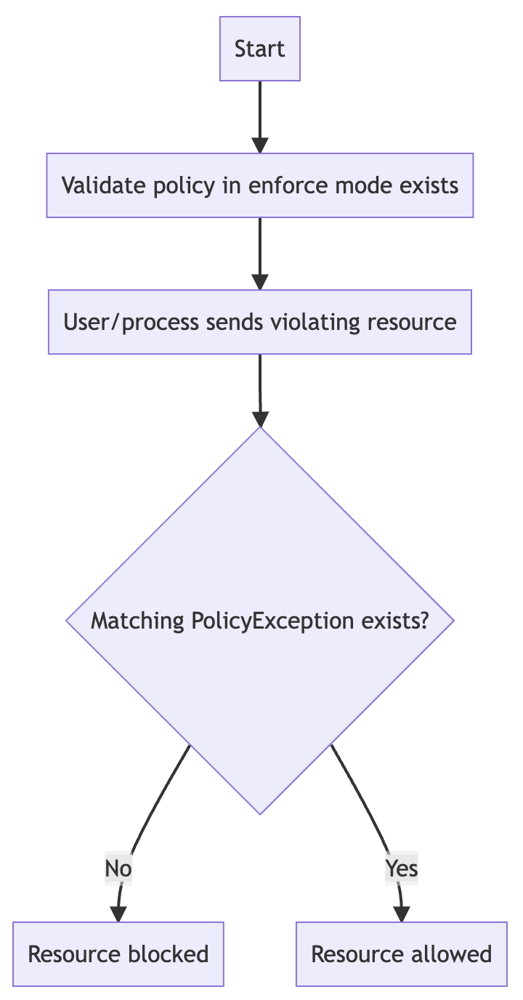 Start
Validate policy in enforce mode exists
User/process sends violating resource
Matching PolicyException exists?
No
Yes
Resource blocked
Resource allowed